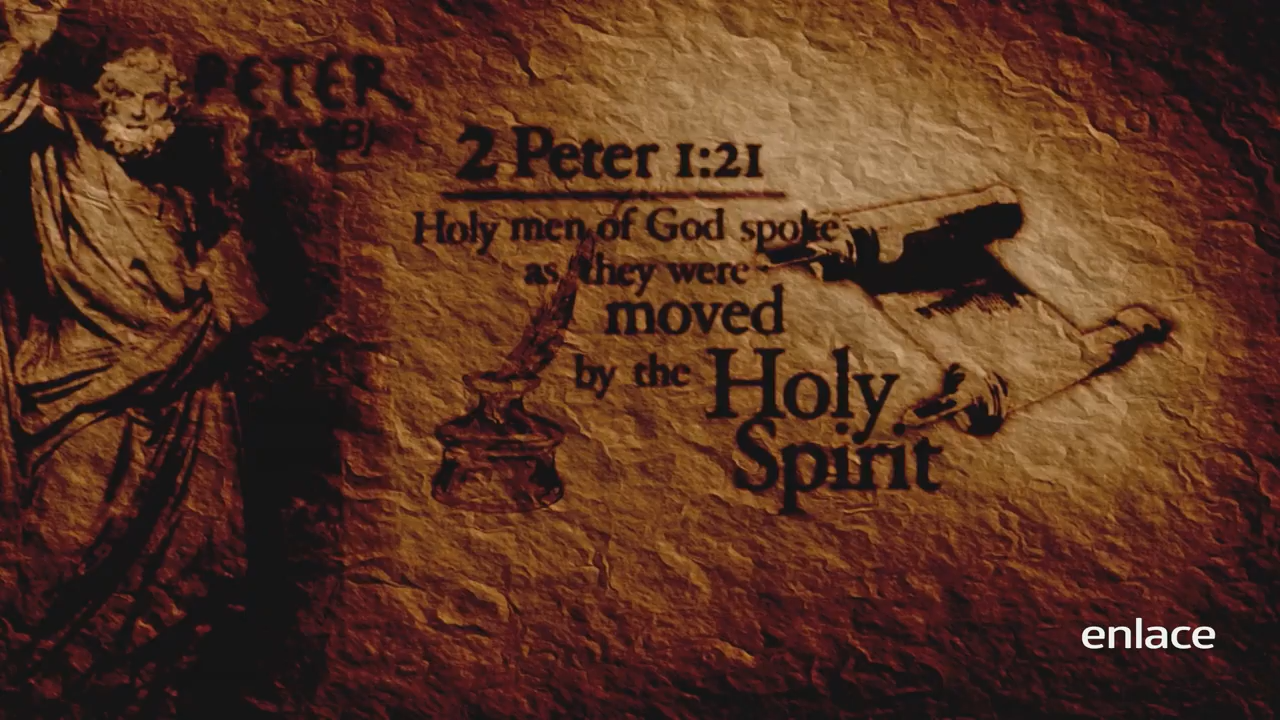 PETER
2 Peter 1:21
Holy men of God spoke
as they were
moved
by the Holy
Spirit
enlace